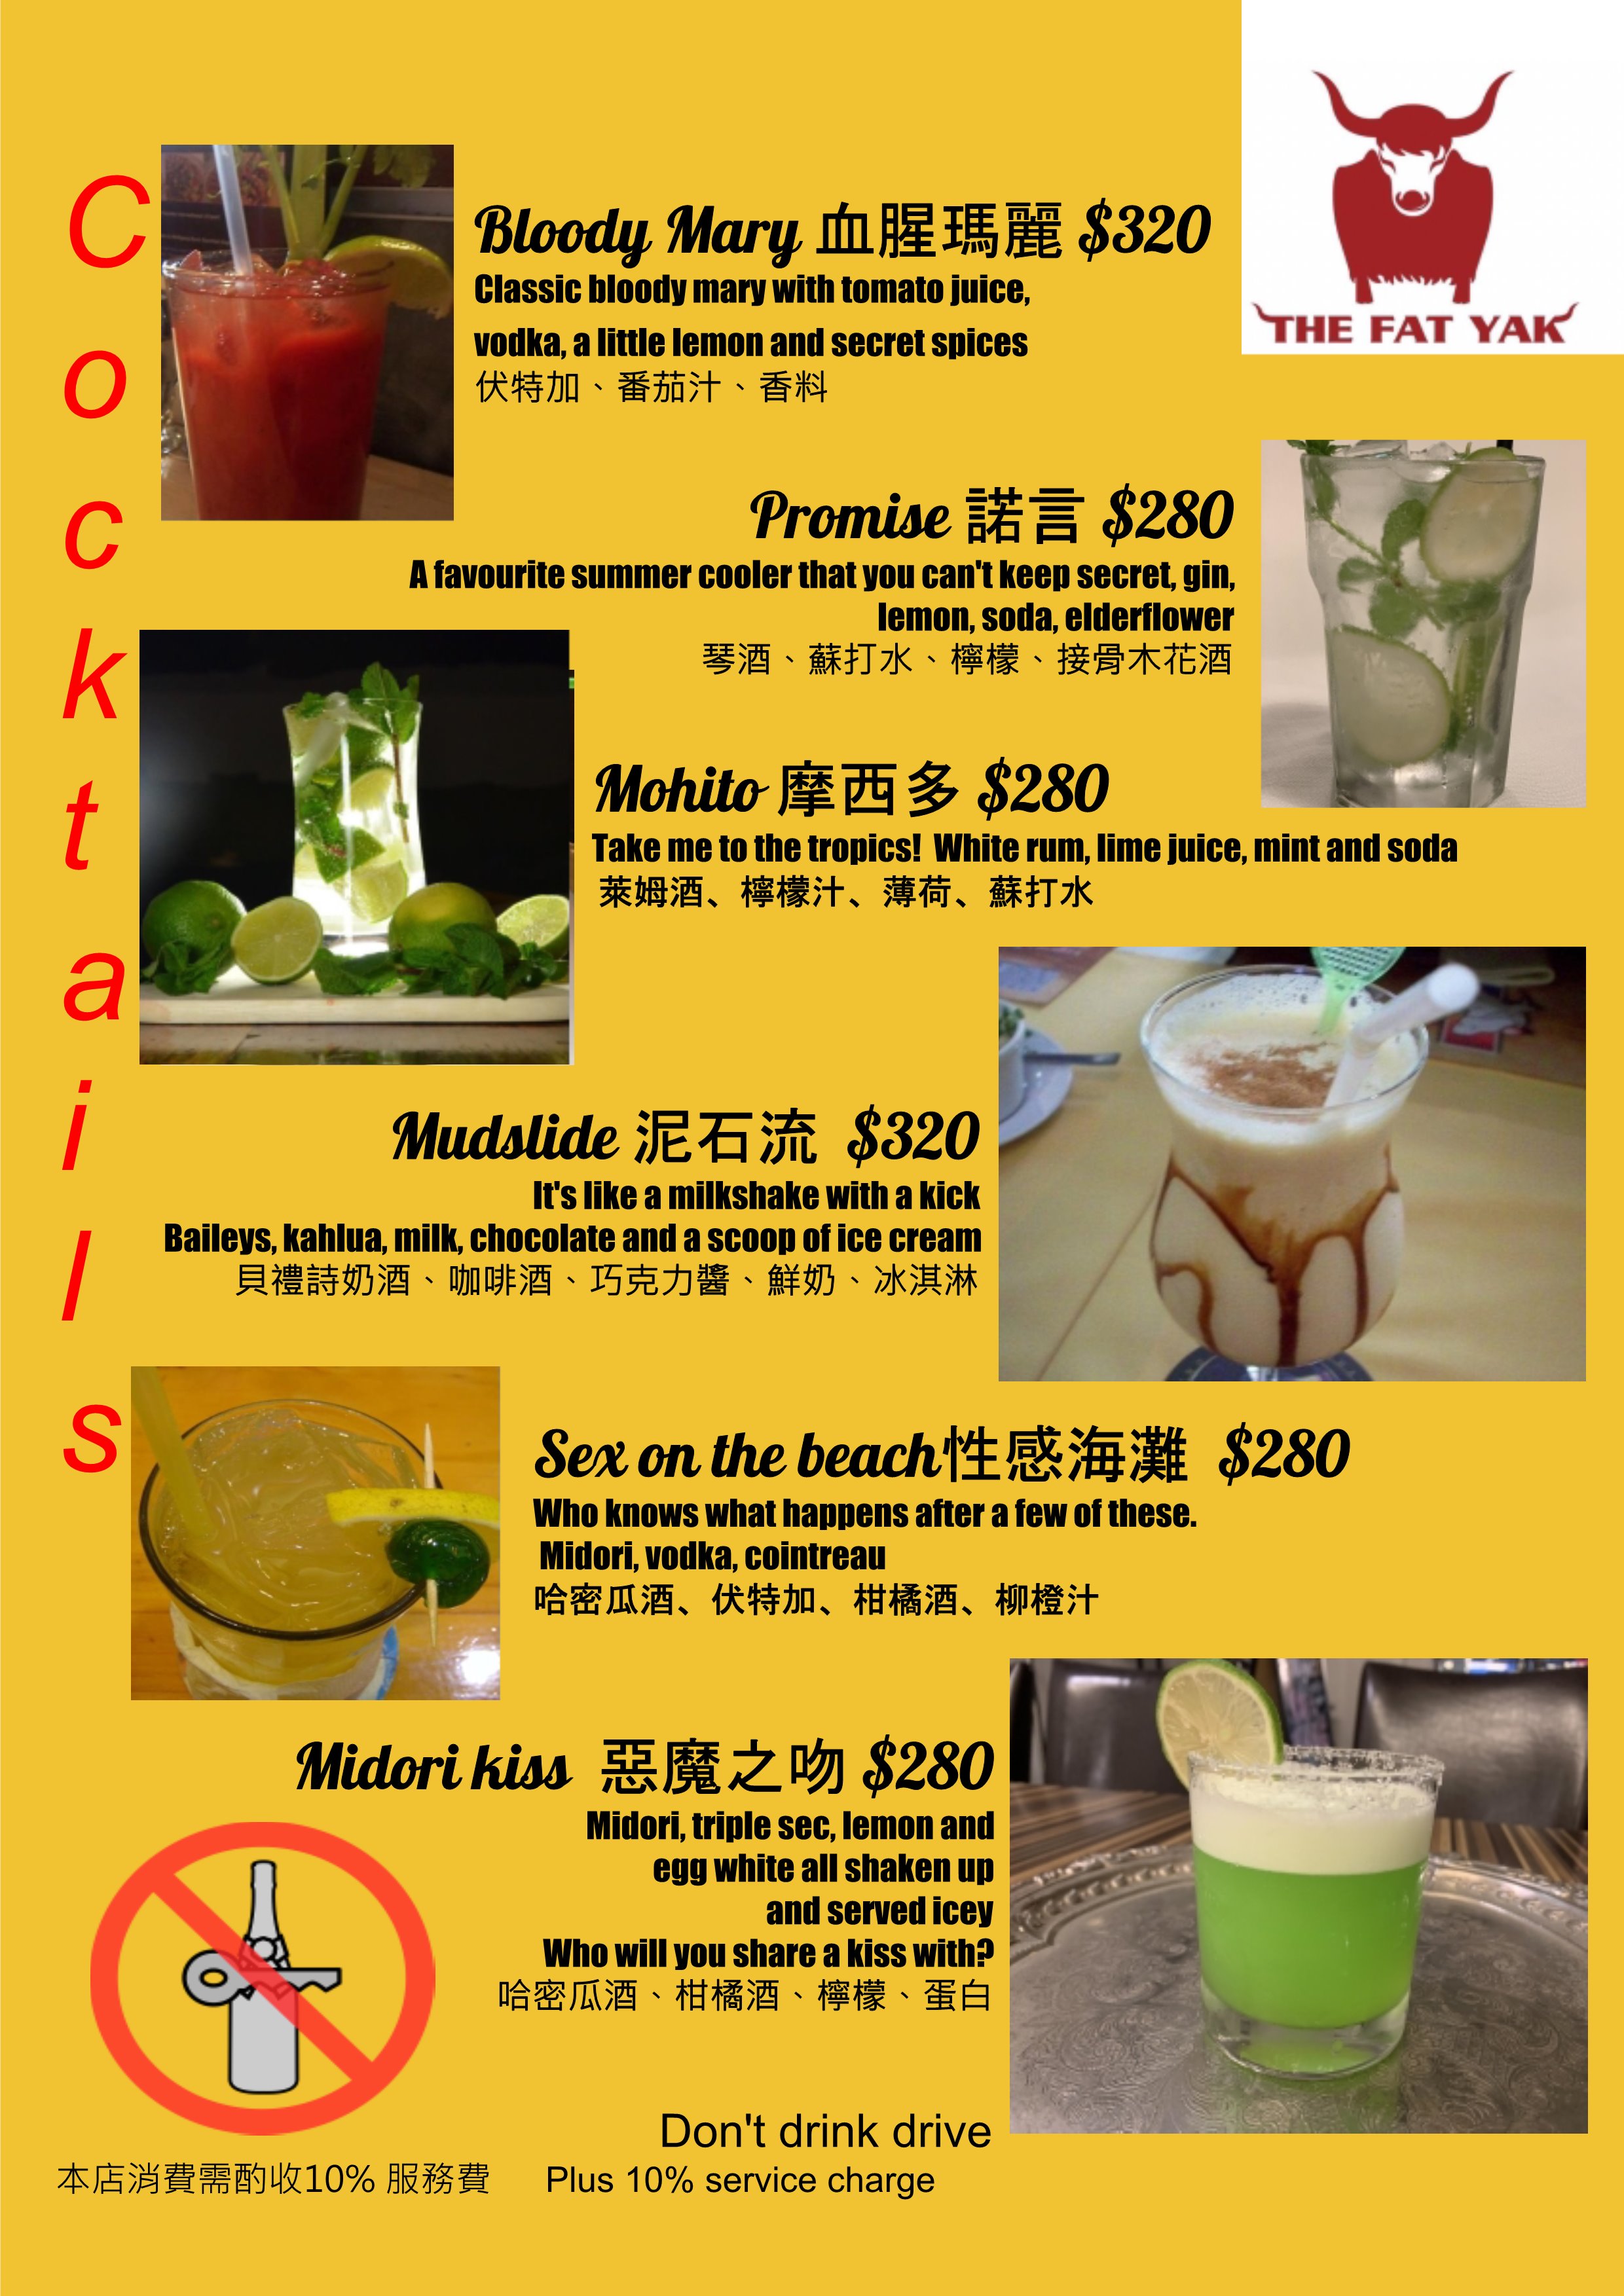 Cocktails
THE FAT YAK
Bloody Mary 血腥瑪麗 $320
Classic bloody mary with tomato juice,
vodka, a little lemon and secret spices
伏特加、番茄汁、香料
Promise 諾言 $280
A favourite summer cooler that you can't keep secret, gin,
lemon, soda, elderflower
琴酒、蘇打水、檸檬、接骨木花酒
Mohito 摩西多 $280
Take me to the tropics! White rum, lime juice, mint and soda
萊姆酒、檸檬汁、薄荷、蘇打水
Mudslide 泥石流 $320
It's like a milkshake with a kick
Baileys, kahlua, milk, chocolate and a scoop of ice cream
貝禮詩奶酒、咖啡酒、巧克力醬、鮮奶、冰淇淋
Sex on the beach性感海灘 $280
Who knows what happens after a few of these.
Midori, vodka, cointreau
哈密瓜酒、伏特加、柑橘酒、柳橙汁
Midori kiss 惡魔之吻 $280
Midori, triple sec, lemon and
egg white all shaken up
and served icey
Who will you share a kiss with?
哈密瓜酒、柑橘酒、檸檬、蛋白
Don't drink drive
本店消費需酌收10% 服務費 Plus 10% service charge